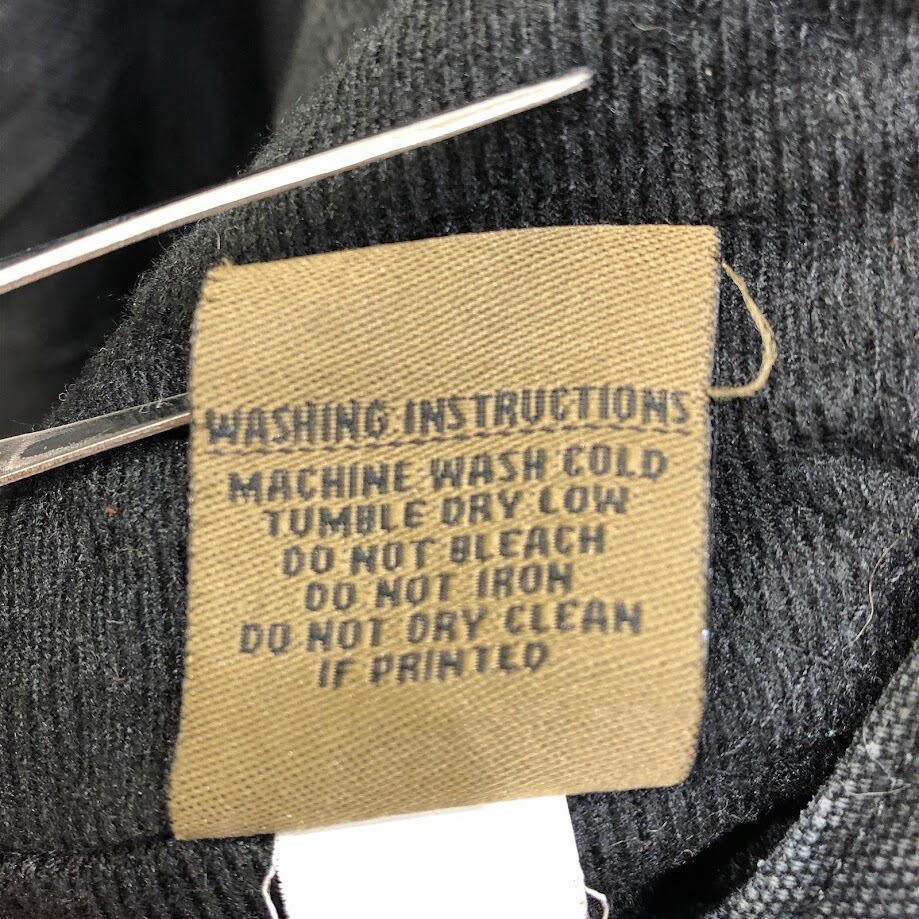 WASHING INSTRUCTIONS
MACHINE WASH COLD
TUMBLE DRY LOW
DO NOT BLEACH
DO NOT IRON
DO NOT DRY CLEAN
IF PRINTED